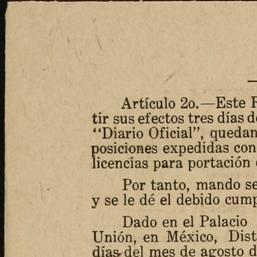 Artículo 2o.—Este
tir sus efectos tres días
"Diario Oficial", quedan
posiciones expedidas con
licencias para portación
Por tanto, mando se
y se le dé el debido cump
Dado en el Palacio
Unión, en México, Dist
días del mes de agosto d